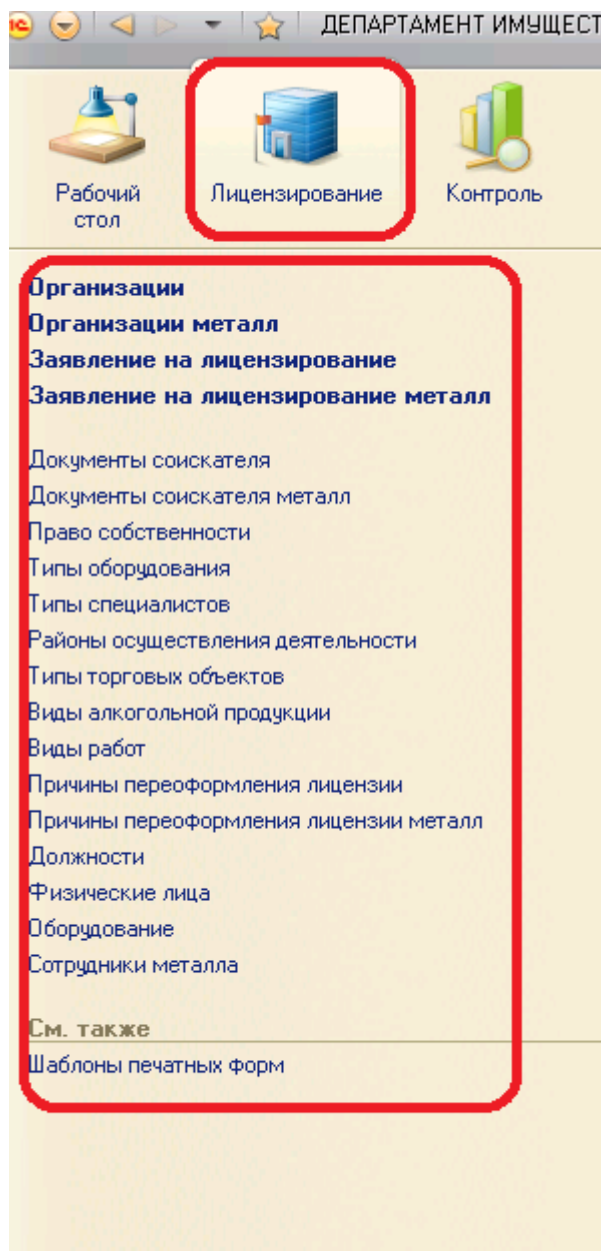 ДЕПАРТАМЕНТ ИМУЩЕСТ
Рабочий
стол
Лицензирование
Контроль
Организации
Организации металл
Заявление на лицензирование
Заявление на лицензирование металл
Документы соискателя
Документы соискателя металл
Право собственности
Типы оборудования
Типы специалистов
Районы осуществления деятельности
Типы торговых объектов
Виды алкогольной продукции
Виды работ
Причины переоформления лицензии
Причины переоформления лицензии металл
Должности
Физические лица
Оборудование
Сотрудники металла
См. также
Шаблоны печатных форм